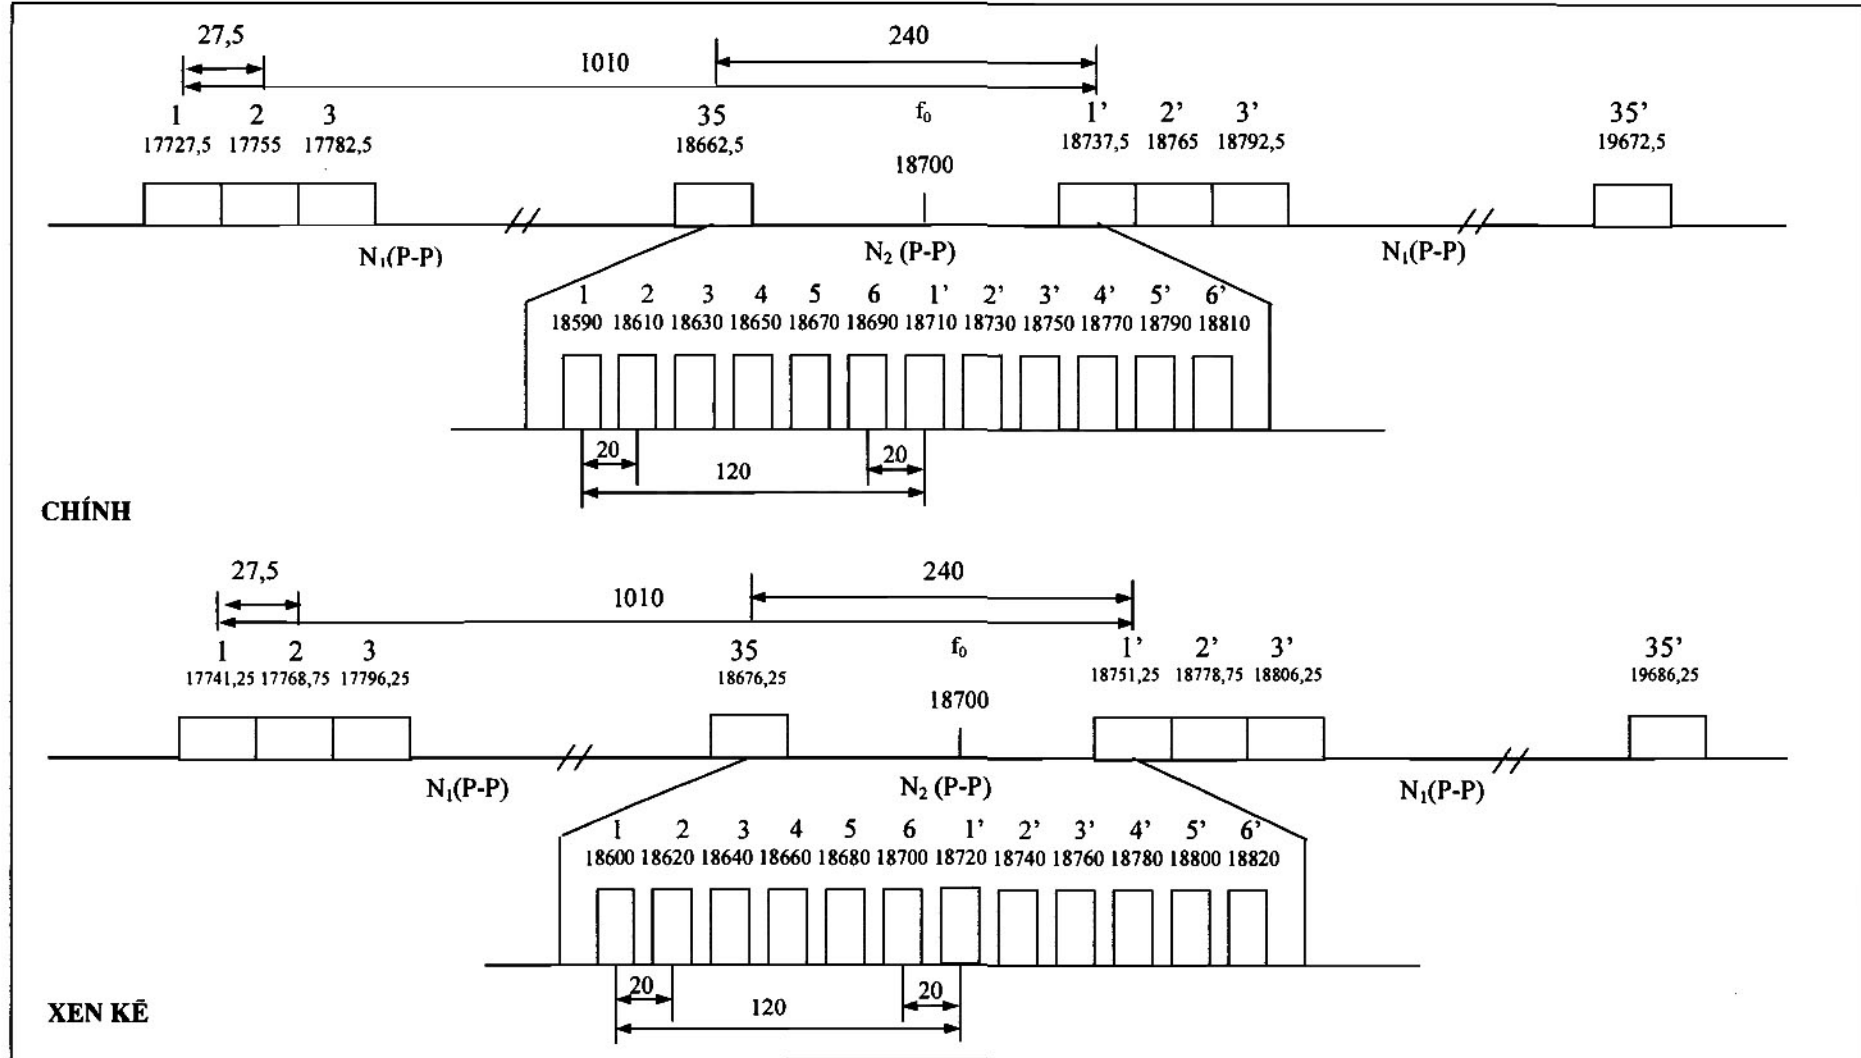 27,5 240
1010
1 2 3 35 f₀ 1’ 2’ 3’ 35’
17727,5 17755 17782,5 18662,5 18737,5 18765 18792,5 19672,5
18700
N₁(P-P) N₂ (P-P) N₁(P-P)
1 2 3 4 5 6 1’ 2’ 3’ 4’ 5’ 6’
18590 18610 18630 18650 18670 18690 18710 18730 18750 18770 18790 18810
20 120 20
CHÍNH
27,5 240
1010
1 2 3 35 f₀ 1’ 2’ 3’ 35’
17741,25 17768,75 17796,25 18676,25 18751,25 18778,75 18806,25 19686,25
18700
N₁(P-P) N₂ (P-P) N₁(P-P)
1 2 3 4 5 6 1’ 2’ 3’ 4’ 5’ 6’
18600 18620 18640 18660 18680 18700 18720 18740 18760 18780 18800 18820
20 120 20
XEN KẼ